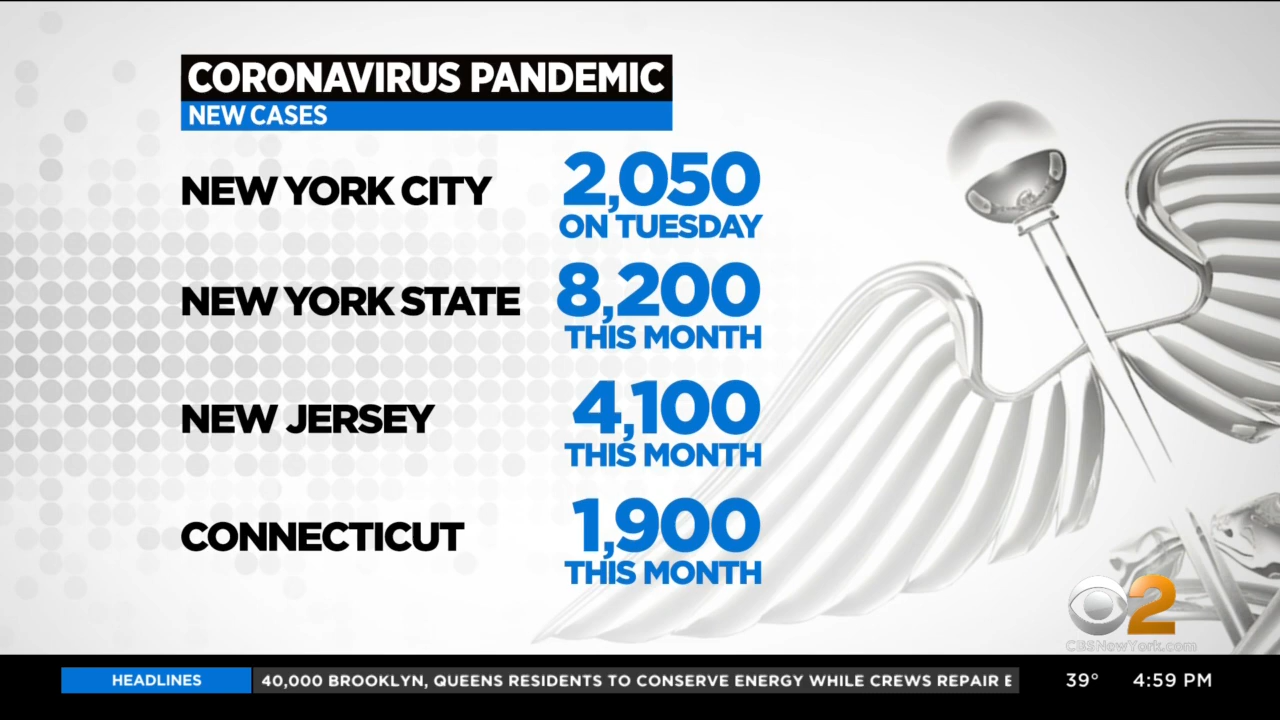 CORONAVIRUS PANDEMIC
NEW CASES
NEW YORK CITY 2,050
ON TUESDAY
NEW YORK STATE 8,200
THIS MONTH
NEW JERSEY 4,100
THIS MONTH
CONNECTICUT 1,900
THIS MONTH
2
CBSNewYork.com
HEADLINES 40,000 BROOKLYN, QUEENS RESIDENTS TO CONSERVE ENERGY WHILE CREWS REPAIR 39° 4:59 PM